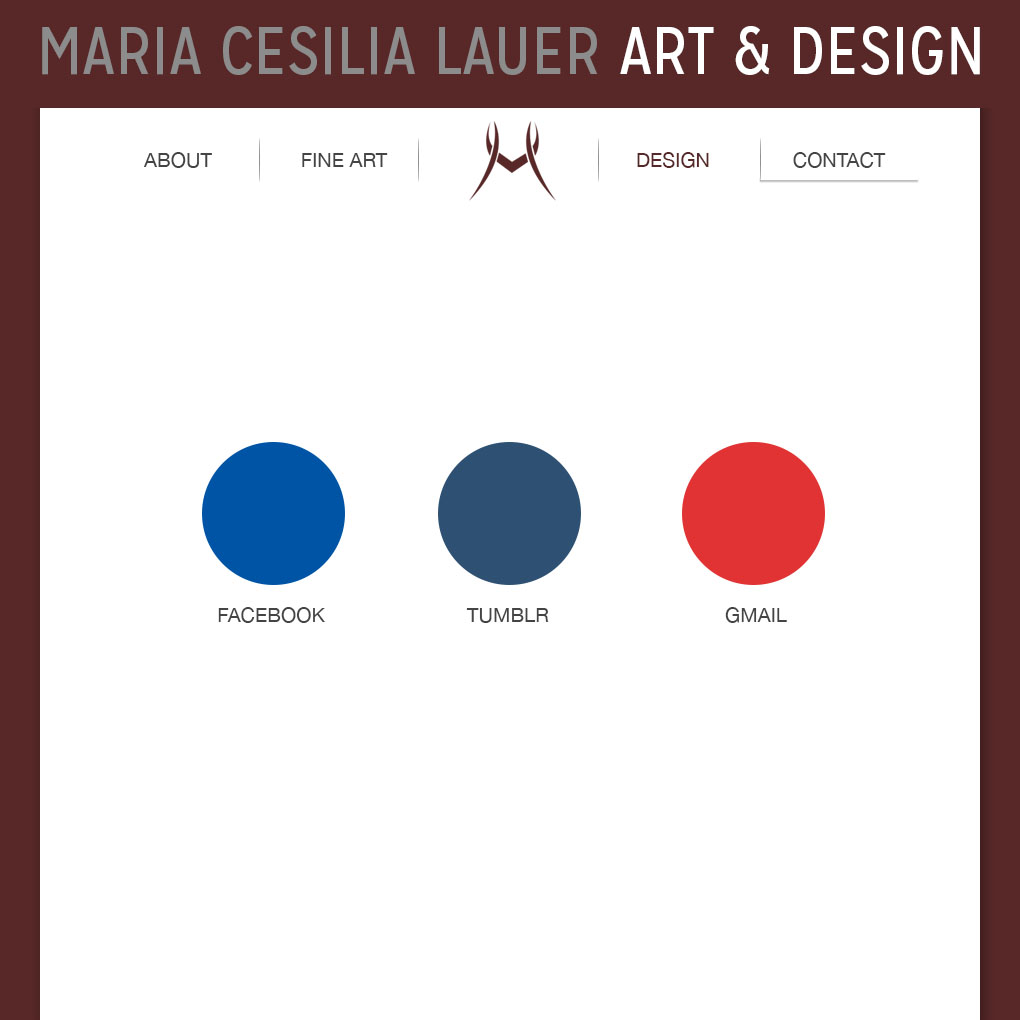 MARIA CESILIA LAUER ART & DESIGN
ABOUT FINE ART DESIGN CONTACT
FACEBOOK TUMBLR GMAIL